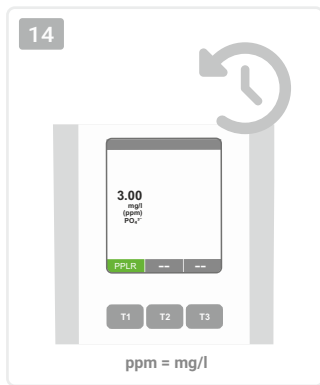 14
3.00
mg/l
(ppm)
PO₄³⁻
PPLR -- --
T1 T2 T3
ppm = mg/l